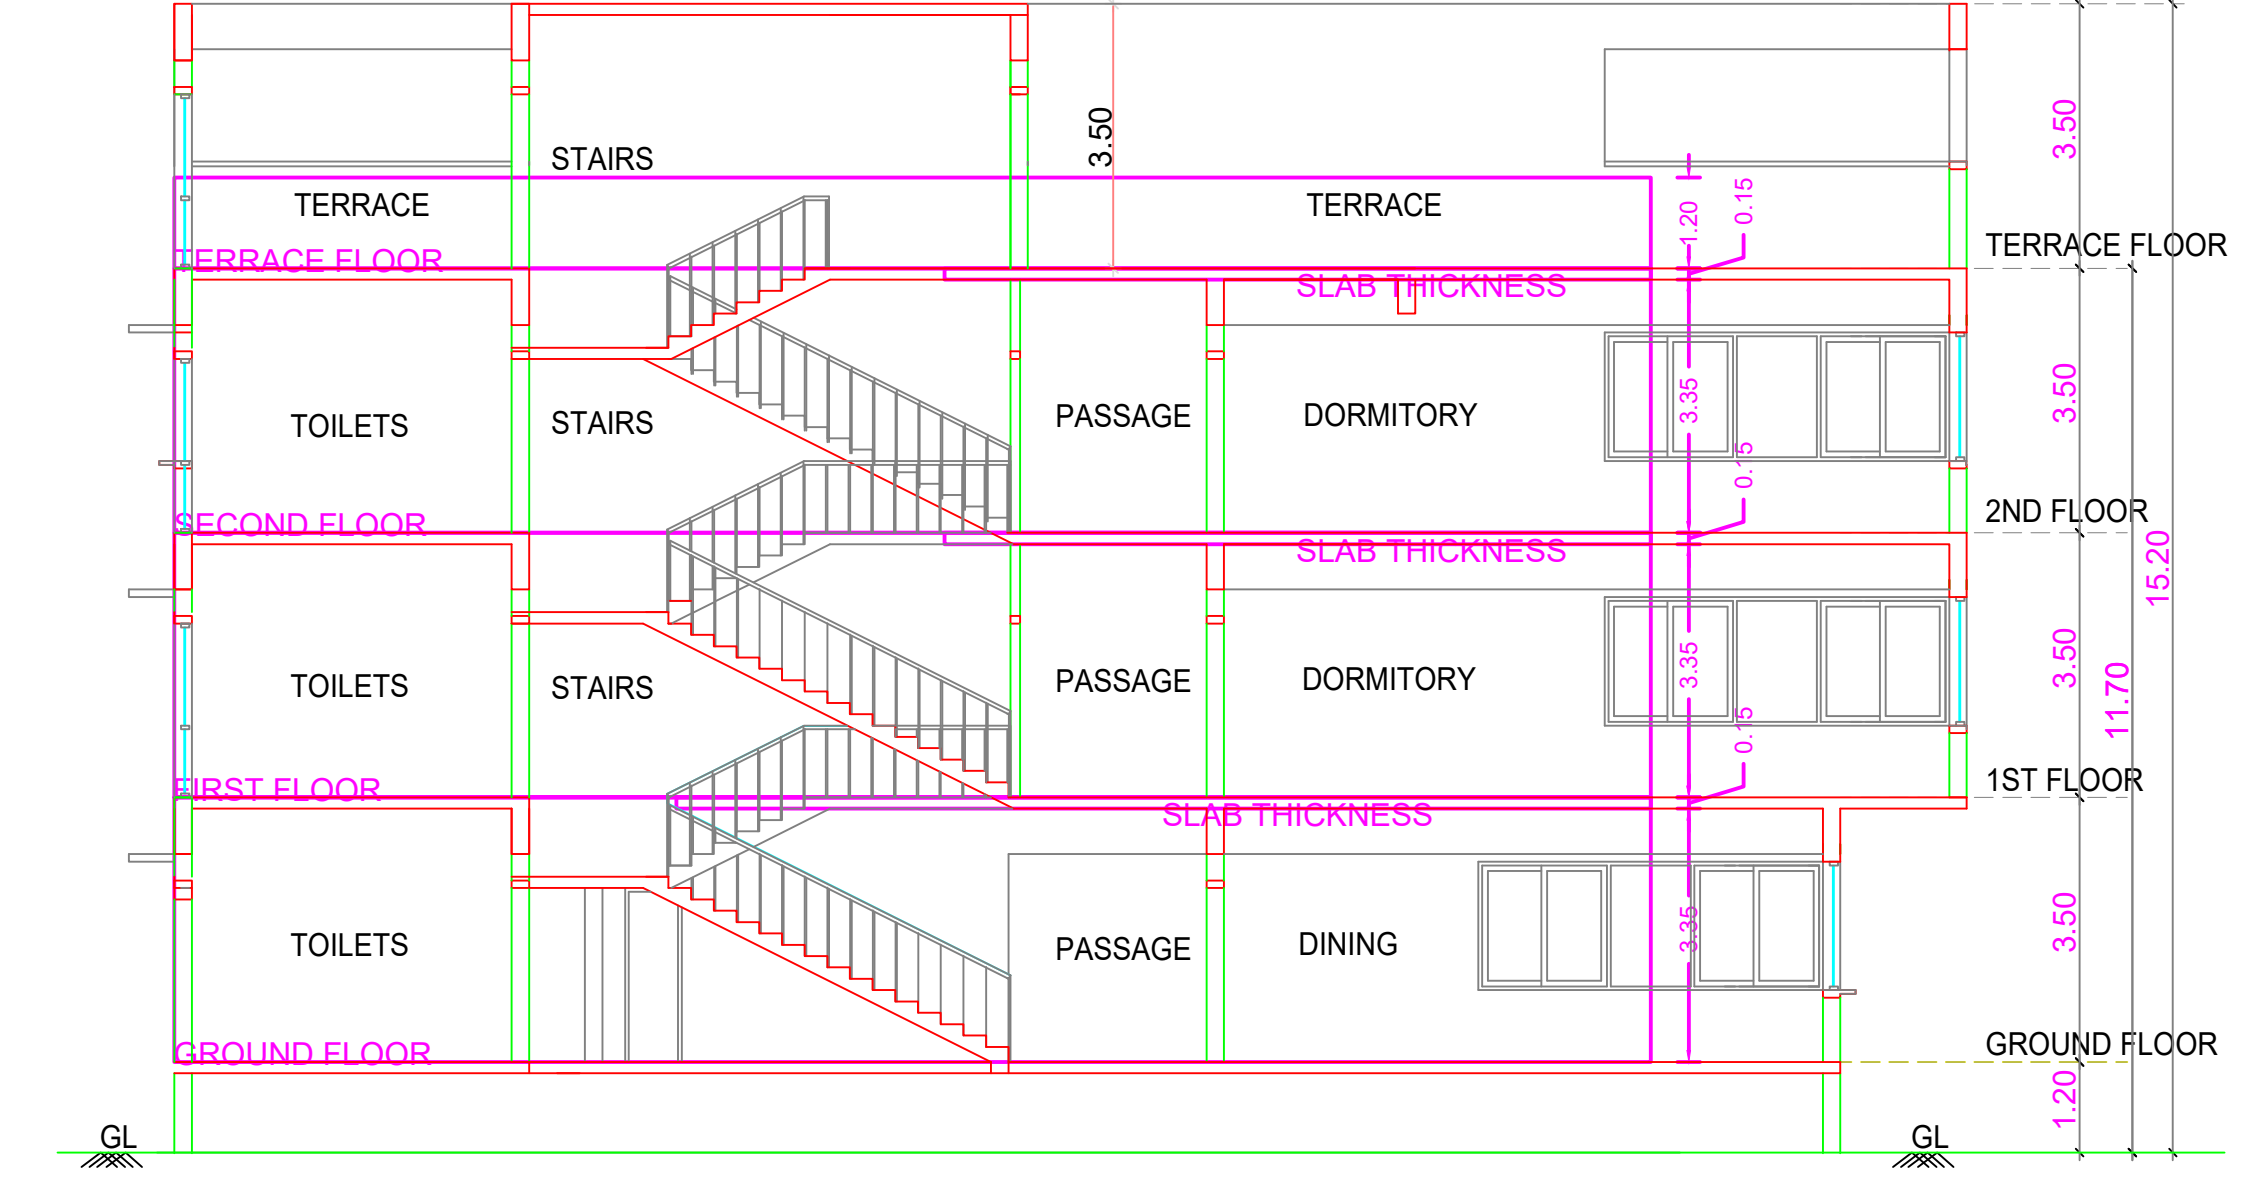 3.50
3.50
STAIRS
TERRACE
TERRACE
1.20
0.15
TERRACE FLOOR
TERRACE FLOOR
SLAB THICKNESS
TOILETS
STAIRS
PASSAGE
DORMITORY
3.35
3.50
0.15
SECOND FLOOR
2ND FLOOR
SLAB THICKNESS
15.20
TOILETS
STAIRS
PASSAGE
DORMITORY
3.35
3.50
11.70
0.15
FIRST FLOOR
1ST FLOOR
SLAB THICKNESS
TOILETS
PASSAGE
DINING
3.35
3.50
GROUND FLOOR
GROUND FLOOR
1.20
GL
GL